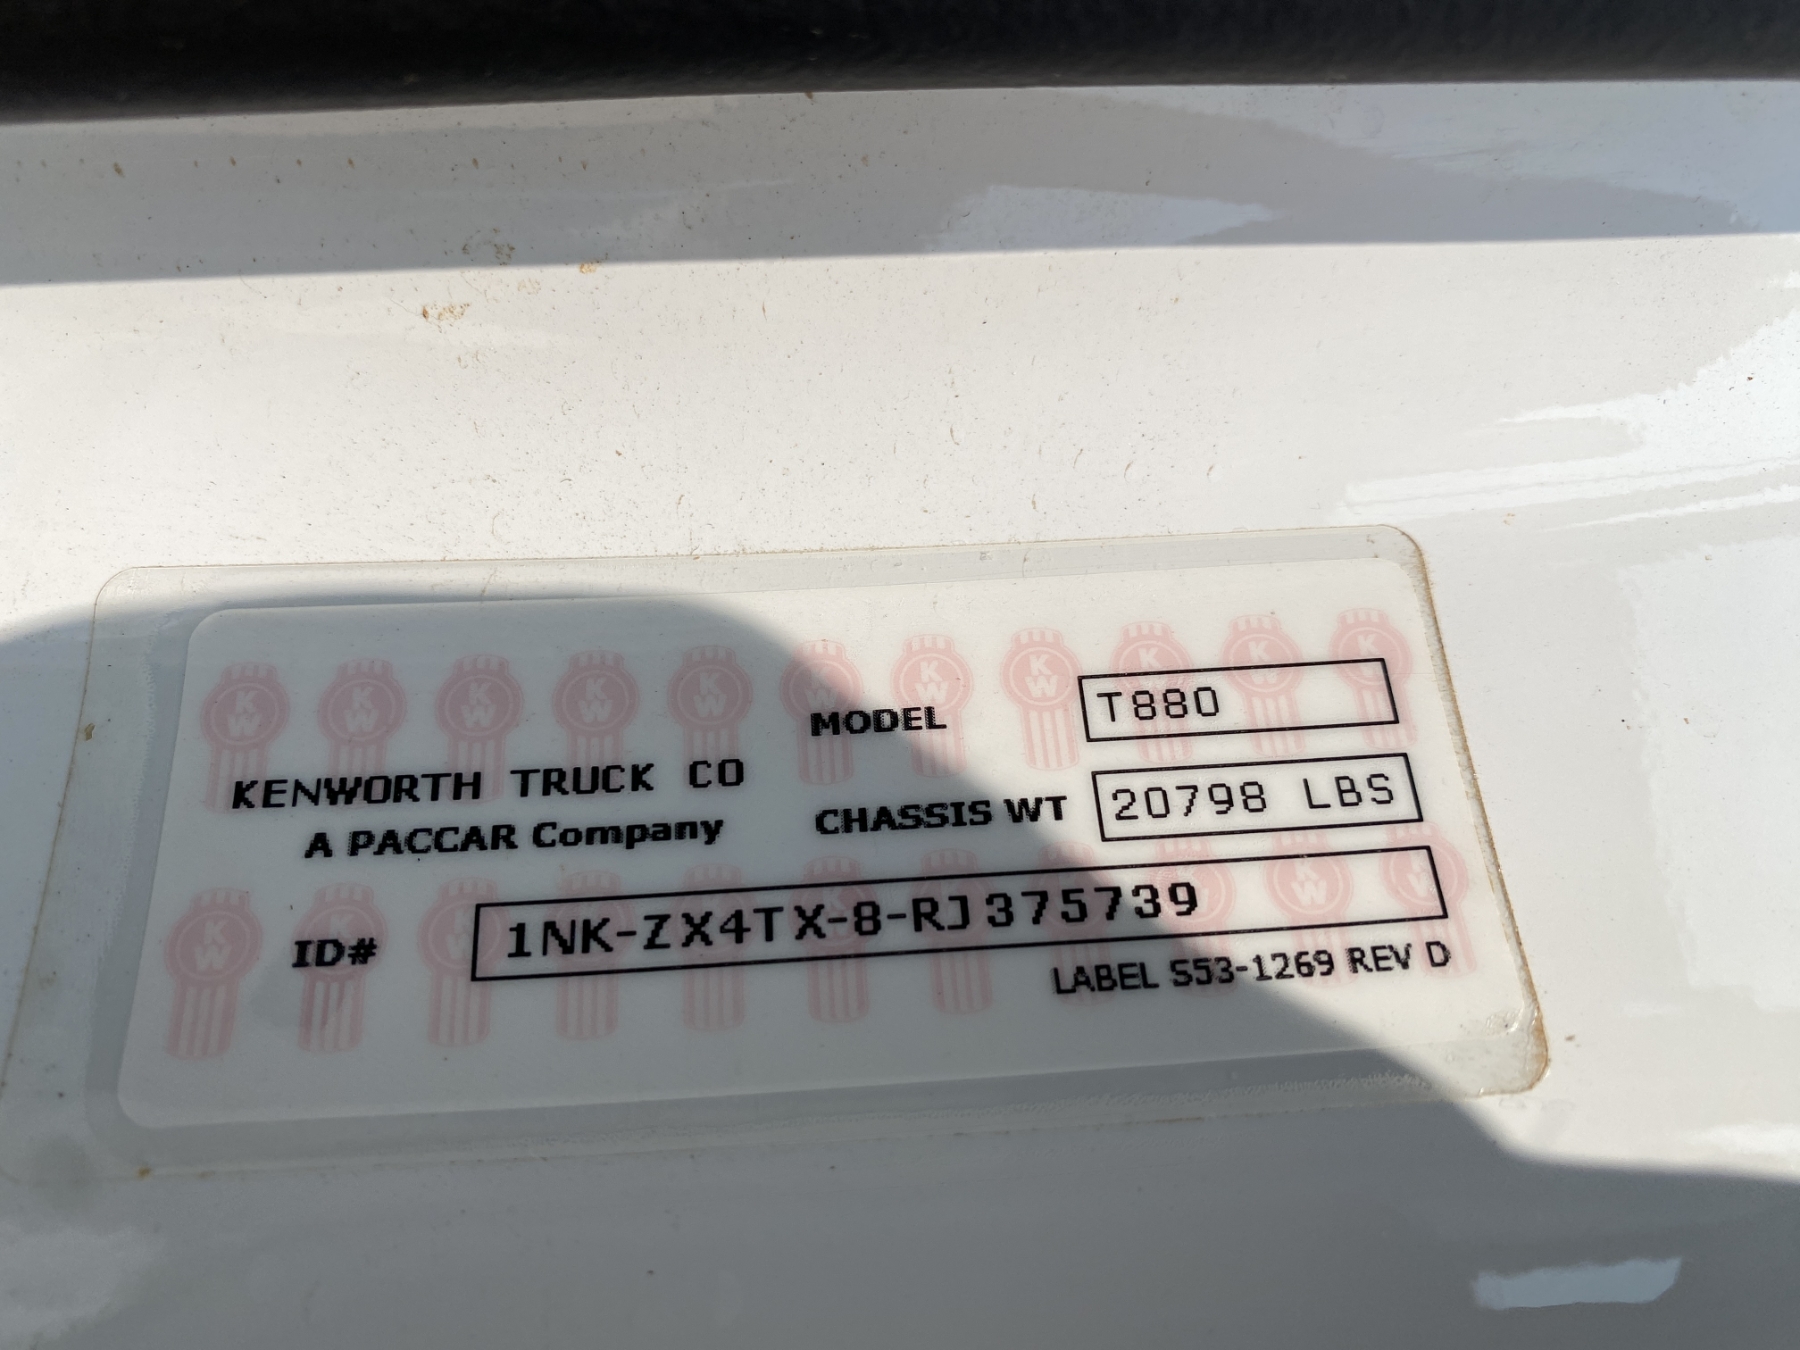 MODEL T880
KENWORTH TRUCK CO
A PACCAR Company
CHASSIS WT 20798 LBS
ID# 1NK-ZX4TX-8-RJ375739
LABEL S53-1269 REV D